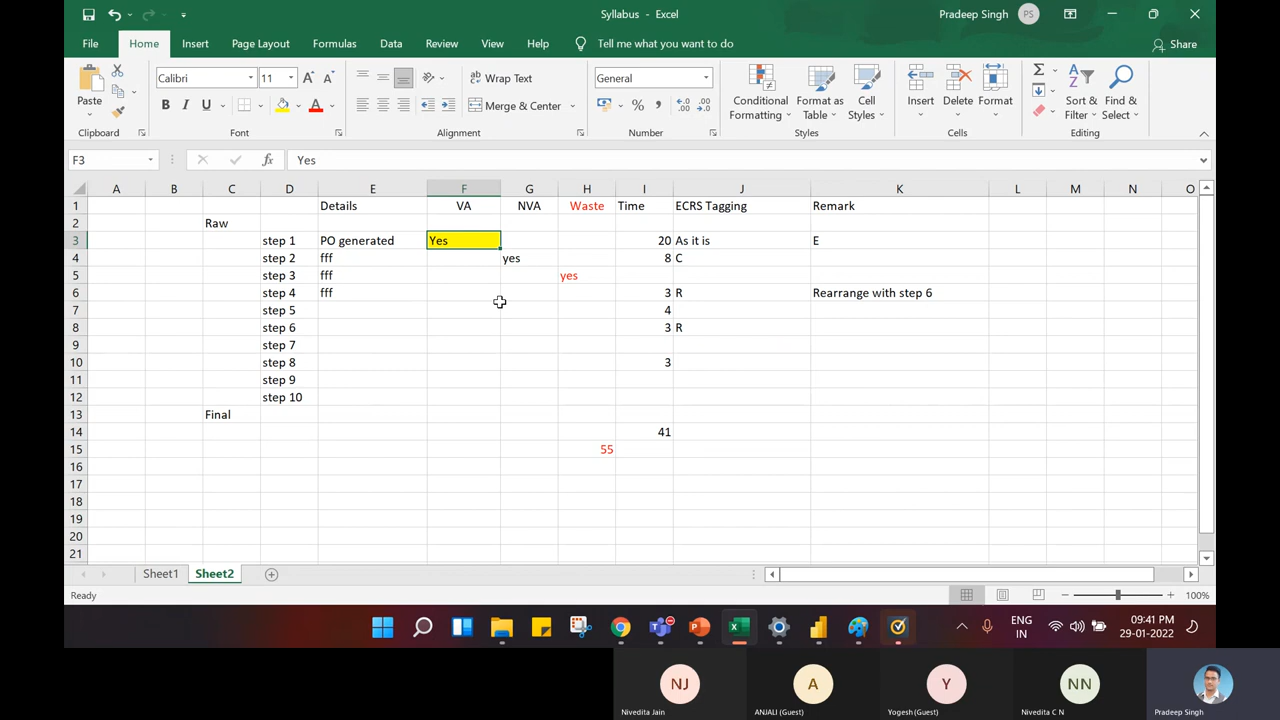 Syllabus - Excel
Pradeep Singh
PS
File Home Insert Page Layout Formulas Data Review View Help Tell me what you want to do Share
Paste
Clipboard
Calibri 11
B I U
Font
Wrap Text
Merge & Center
Alignment
General
Number
Conditional Formatting
Format as Table
Cell Styles
Styles
Insert Delete Format
Cells
Sort & Filter
Find & Select
Editing
F3 fx Yes
A B C D E F G H I J K L M N O
1 Details VA NVA Waste Time ECRS Tagging Remark
2 Raw
3 step 1 PO generated Yes 20 As it is E
4 step 2 fff yes 8 C
5 step 3 fff yes
6 step 4 fff 3 R Rearrange with step 6
7 step 5 4
8 step 6 3 R
9 step 7
10 step 8 3
11 step 9
12 step 10
13 Final
14 41
15 55
16
17
18
19
20
21
Sheet1 Sheet2
Ready 100%
ENG IN
09:41 PM
29-01-2022
NJ A Y NN
Nivedita Jain ANJALI (Guest) Yogesh (Guest) Nivedita C N Pradeep Singh